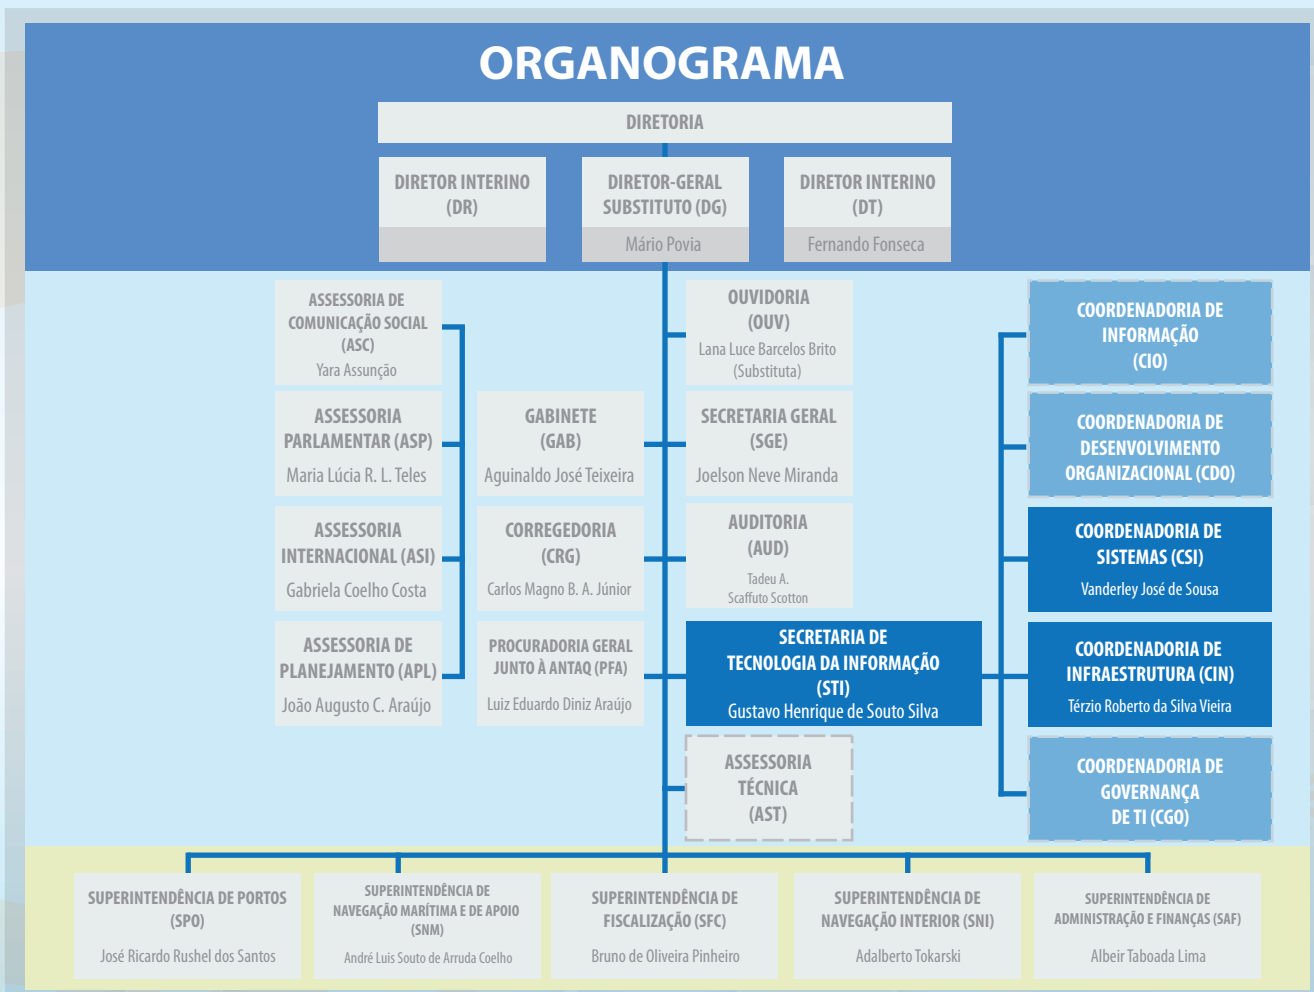 ORGANOGRAMA
DIRETORIA
DIRETOR INTERINO
(DR)
DIRETOR-GERAL
SUBSTITUTO (DG)
Mário Povia
DIRETOR INTERINO
(DT)
Fernando Fonseca
ASSESSORIA DE
COMUNICAÇÃO SOCIAL
(ASC)
Yara Assunção
ASSESSORIA
PARLAMENTAR (ASP)
Maria Lúcia R. L. Teles
ASSESSORIA
INTERNACIONAL (ASI)
Gabriela Coelho Costa
ASSESSORIA DE
PLANEJAMENTO (APL)
João Augusto C. Araújo
GABINETE
(GAB)
Aguinaldo José Teixeira
CORREGEDORIA
(CRG)
Carlos Magno B. A. Júnior
PROCURADORIA GERAL
JUNTO À ANTAQ (PFA)
Luiz Eduardo Diniz Araújo
OUVIDORIA
(OUV)
Lana Luce Barcelos Brito
(Substituta)
SECRETARIA GERAL
(SGE)
Joelson Neve Miranda
AUDITORIA
(AUD)
Tadeu A.
Scaffuto Scotton
SECRETARIA DE
TECNOLOGIA DA INFORMAÇÃO
(STI)
Gustavo Henrique de Souto Silva
ASSESSORIA
TÉCNICA
(AST)
COORDENADORIA DE
INFORMAÇÃO
(CIO)
COORDENADORIA DE
DESENVOLVIMENTO
ORGANIZACIONAL (CDO)
COORDENADORIA DE
SISTEMAS (CSI)
Vanderley José de Sousa
COORDENADORIA DE
INFRAESTRUTURA (CIN)
Térzio Roberto da Silva Vieira
COORDENADORIA DE
GOVERNANÇA
DE TI (CGO)
SUPERINTENDÊNCIA DE PORTOS
(SPO)
José Ricardo Rushel dos Santos
SUPERINTENDÊNCIA DE
NAVEGAÇÃO MARÍTIMA E DE APOIO
(SNM)
André Luis Souto de Arruda Coelho
SUPERINTENDÊNCIA DE
FISCALIZAÇÃO (SFC)
Bruno de Oliveira Pinheiro
SUPERINTENDÊNCIA DE
NAVEGAÇÃO INTERIOR (SNI)
Adalberto Tokarski
SUPERINTENDÊNCIA DE
ADMINISTRAÇÃO E FINANÇAS (SAF)
Albeir Taboada Lima